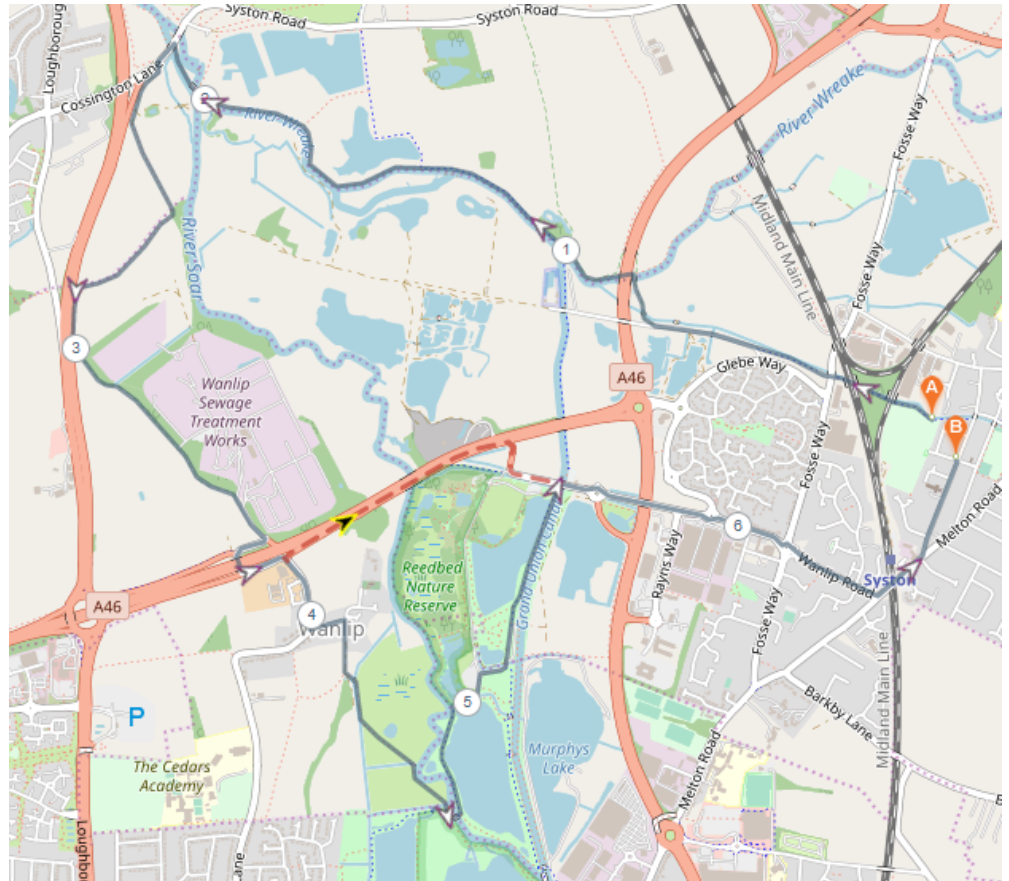 Syston Road
Syston Road
Loughboroug
Cossington Lane
2
River Wreake
River Wreake
Fosse Way
Midland Main Line
River Soar
1
Fosse Way
3
Glebe Way
A46
A
B
Wanlip
Sewage
Treatment
Works
Fosse Way
Melton Road
6
Grand Union Canal
Rayns Way
Wanlip Road
Syston
Reedbed
Nature
Reserve
A46
4
Wanlip
Fosse Way
Midland Main Line
5
Barkby Lane
P
Murphys
Lake
Melton Road
The Cedars
Academy
B
Loughbo
Lane